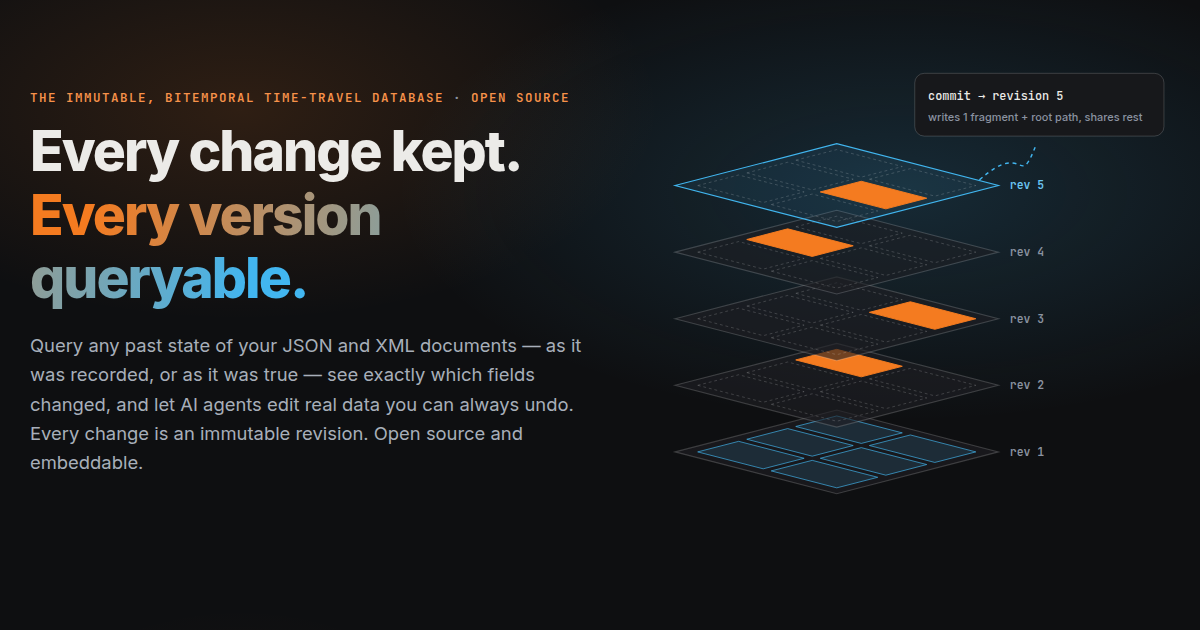 THE IMMUTABLE, BITEMPORAL TIME-TRAVEL DATABASE · OPEN SOURCE
Every change kept.
Every version
queryable.
Query any past state of your JSON and XML documents — as it
was recorded, or as it was true — see exactly which fields
changed, and let AI agents edit real data you can always undo.
Every change is an immutable revision. Open source and
embeddable.
commit → revision 5
writes 1 fragment + root path, shares rest
rev 5
rev 4
rev 3
rev 2
rev 1